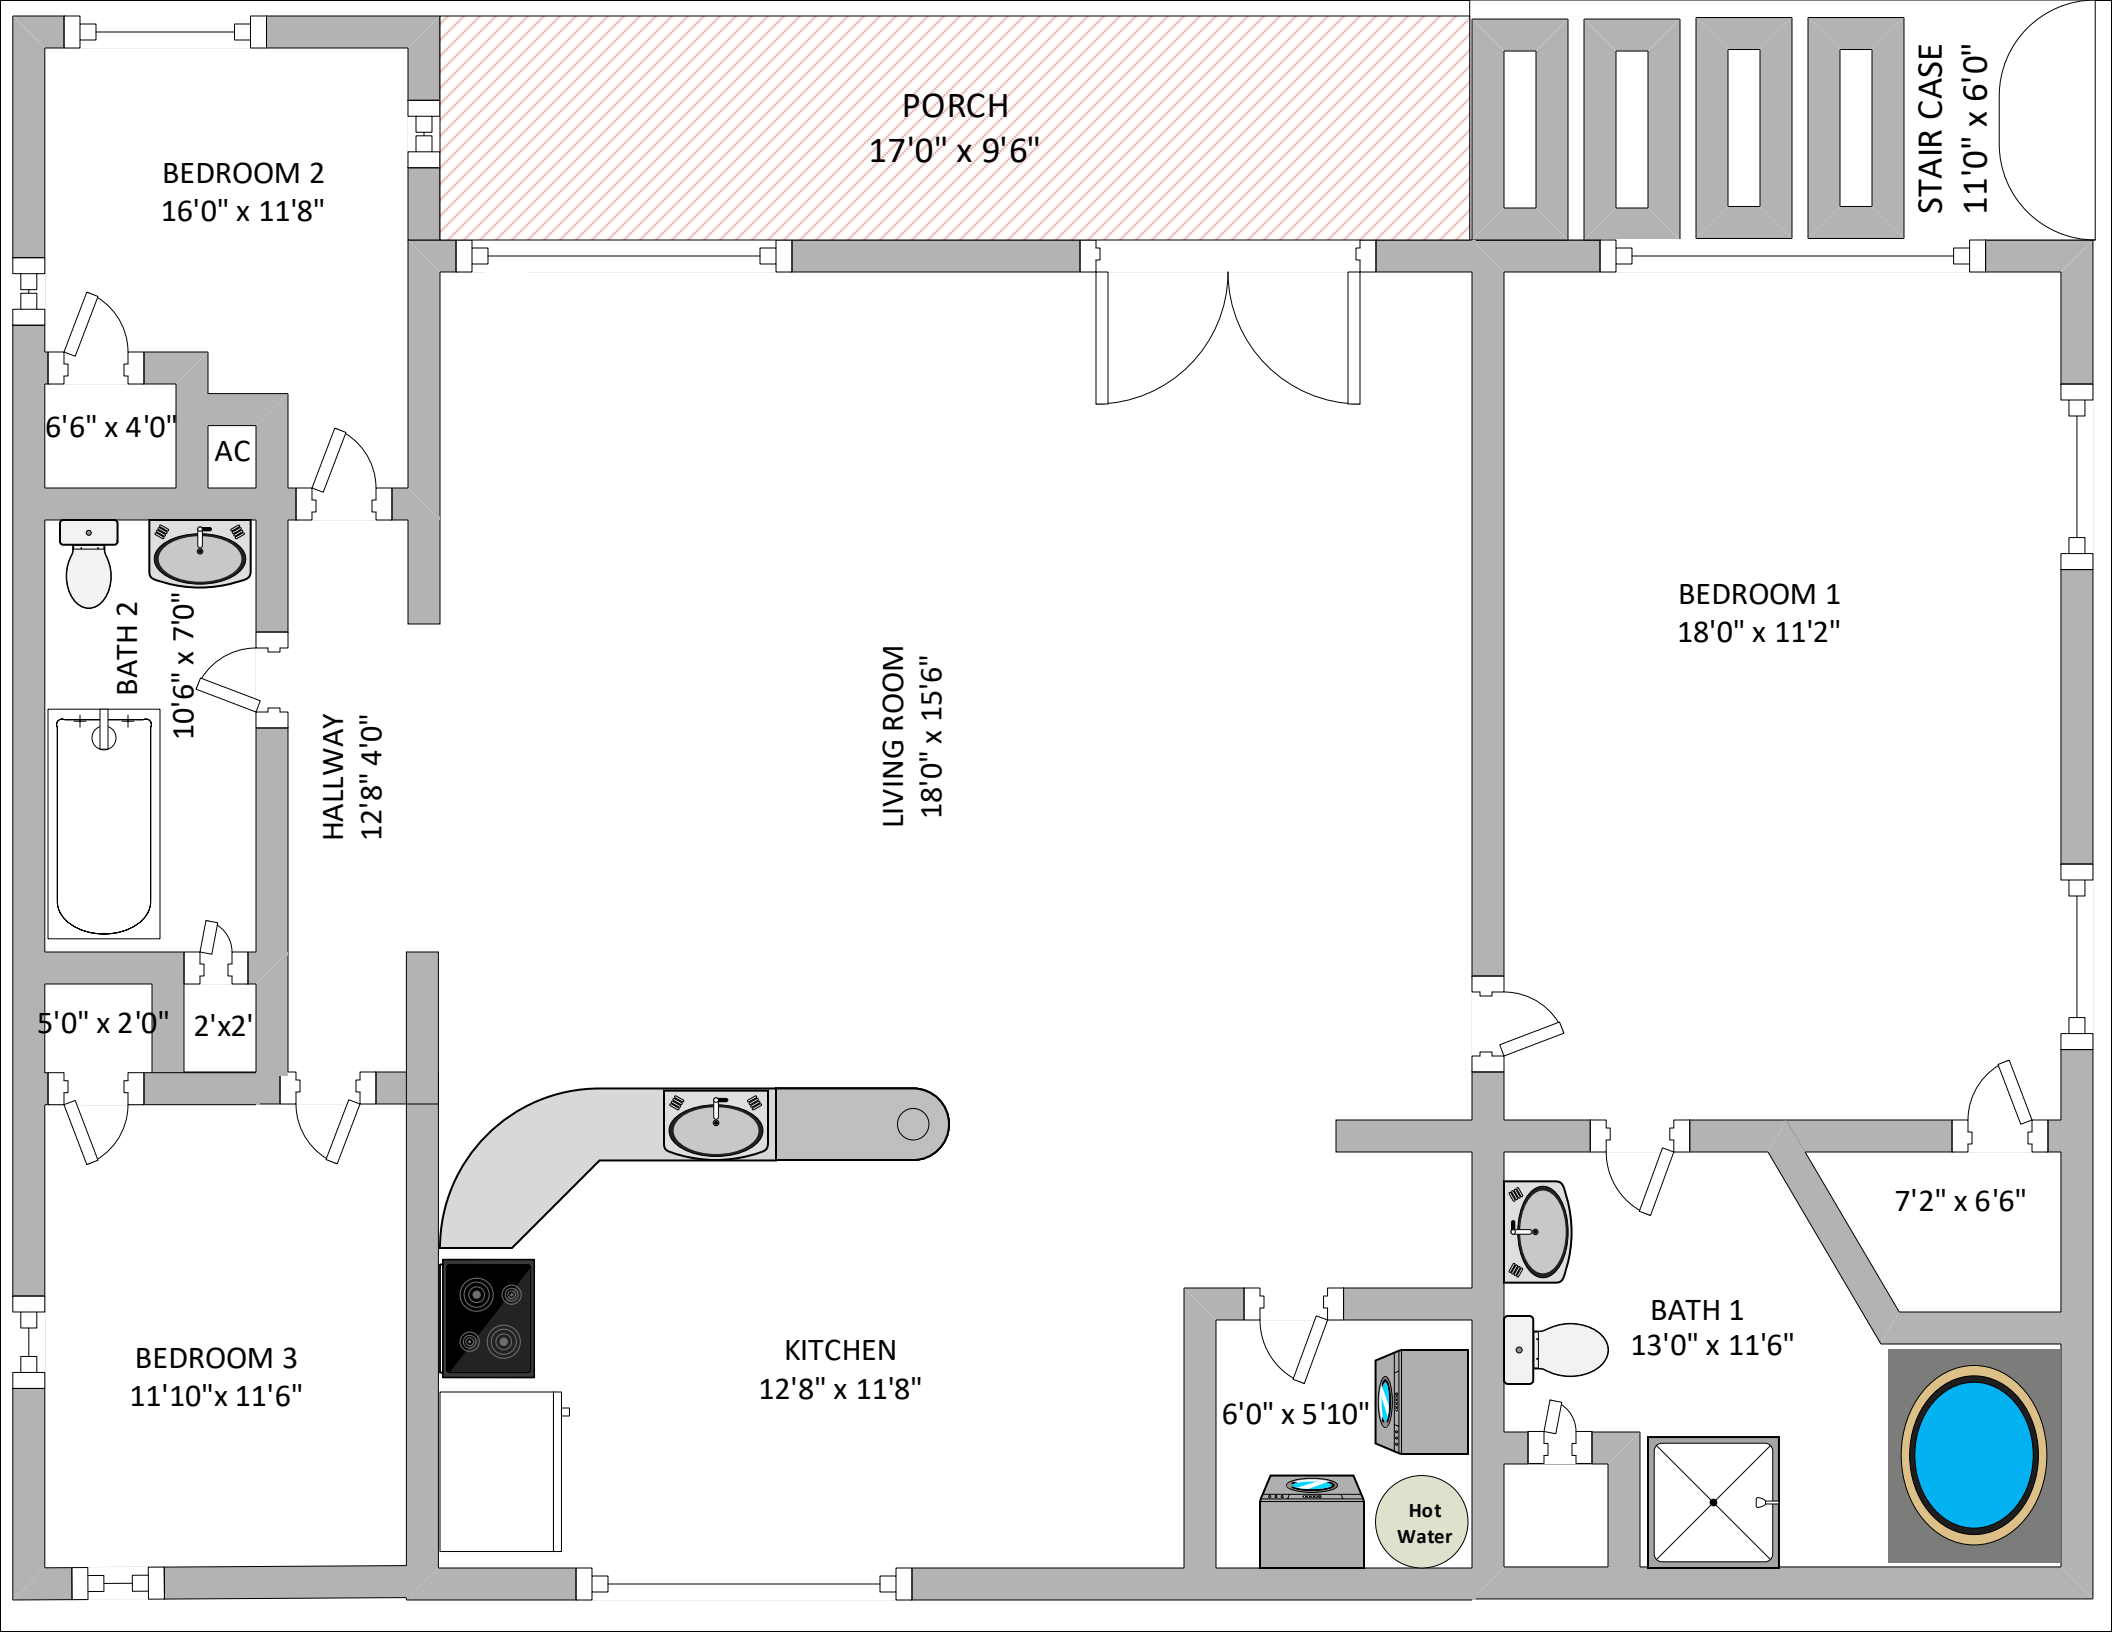 PORCH
17'0" x 9'6"
STAIR CASE
11'0" x 6'0"
BEDROOM 2
16'0" x 11'8"
6'6" x 4'0"
AC
BATH 2
10'6" x 7'0"
HALLWAY
12'8" 4'0"
LIVING ROOM
18'0" x 15'6"
BEDROOM 1
18'0" x 11'2"
5'0" x 2'0"
2'x2'
7'2" x 6'6"
BEDROOM 3
11'10"x 11'6"
KITCHEN
12'8" x 11'8"
6'0" x 5'10"
Hot
Water
BATH 1
13'0" x 11'6"